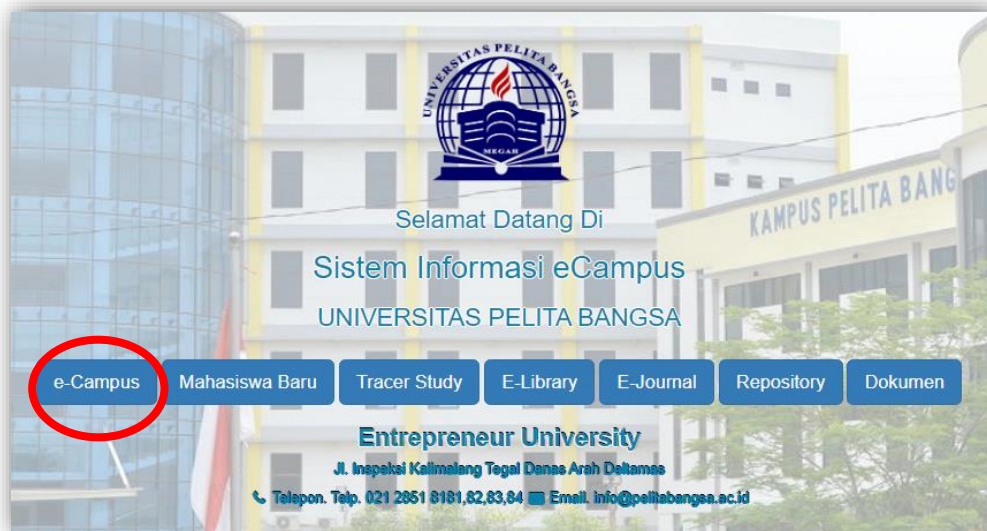 UNIVERSITAS PELITA BANGSA
MEGAH
KAMPUS PELITA BANG
Selamat Datang Di
Sistem Informasi eCampus
UNIVERSITAS PELITA BANGSA
e-Campus Mahasiswa Baru Tracer Study E-Library E-Journal Repository Dokumen
Entrepreneur University
Jl. Inspeksi Kalimalang Tegal Danas Arah Deltamas
Telepon. Telp. 021 2851 8181,82,83,84 Email. info@pelitabangsa.ac.id